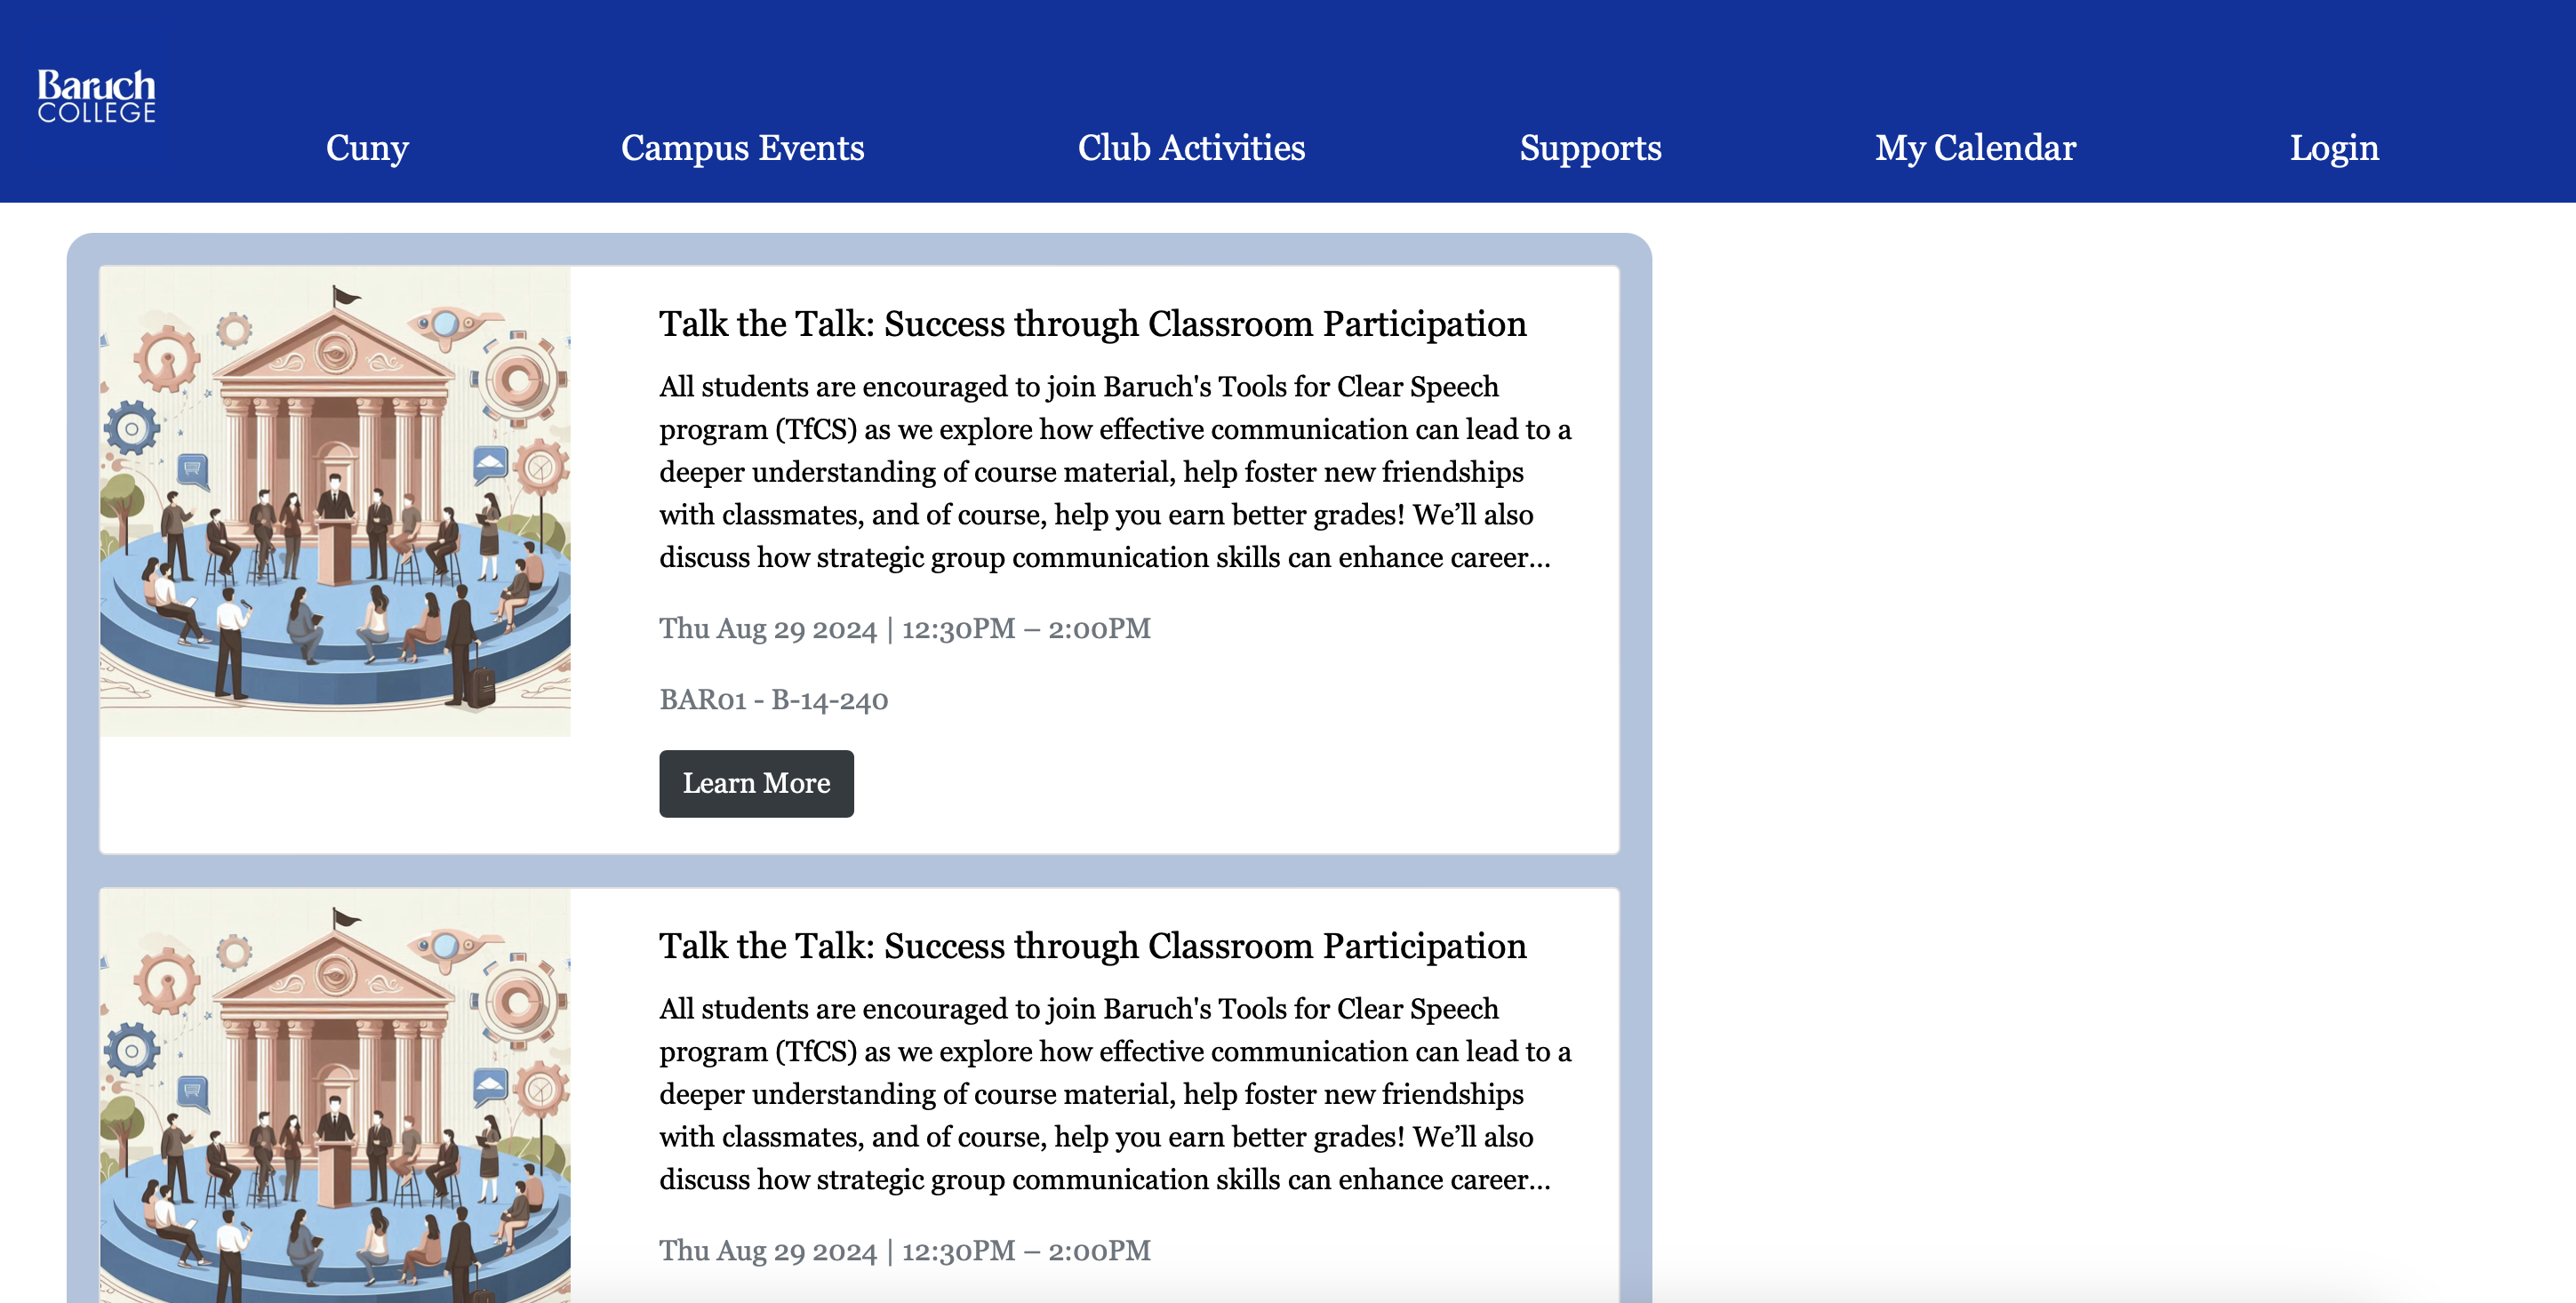 Baruch
COLLEGE
Cuny
Campus Events
Club Activities
Supports
My Calendar
Login
Talk the Talk: Success through Classroom Participation
All students are encouraged to join Baruch's Tools for Clear Speech
program (TfCS) as we explore how effective communication can lead to a
deeper understanding of course material, help foster new friendships
with classmates, and of course, help you earn better grades! We’ll also
discuss how strategic group communication skills can enhance career...
Thu Aug 29 2024 | 12:30PM – 2:00PM
BAR01 - B-14-240
Learn More
Talk the Talk: Success through Classroom Participation
All students are encouraged to join Baruch's Tools for Clear Speech
program (TfCS) as we explore how effective communication can lead to a
deeper understanding of course material, help foster new friendships
with classmates, and of course, help you earn better grades! We’ll also
discuss how strategic group communication skills can enhance career...
Thu Aug 29 2024 | 12:30PM – 2:00PM